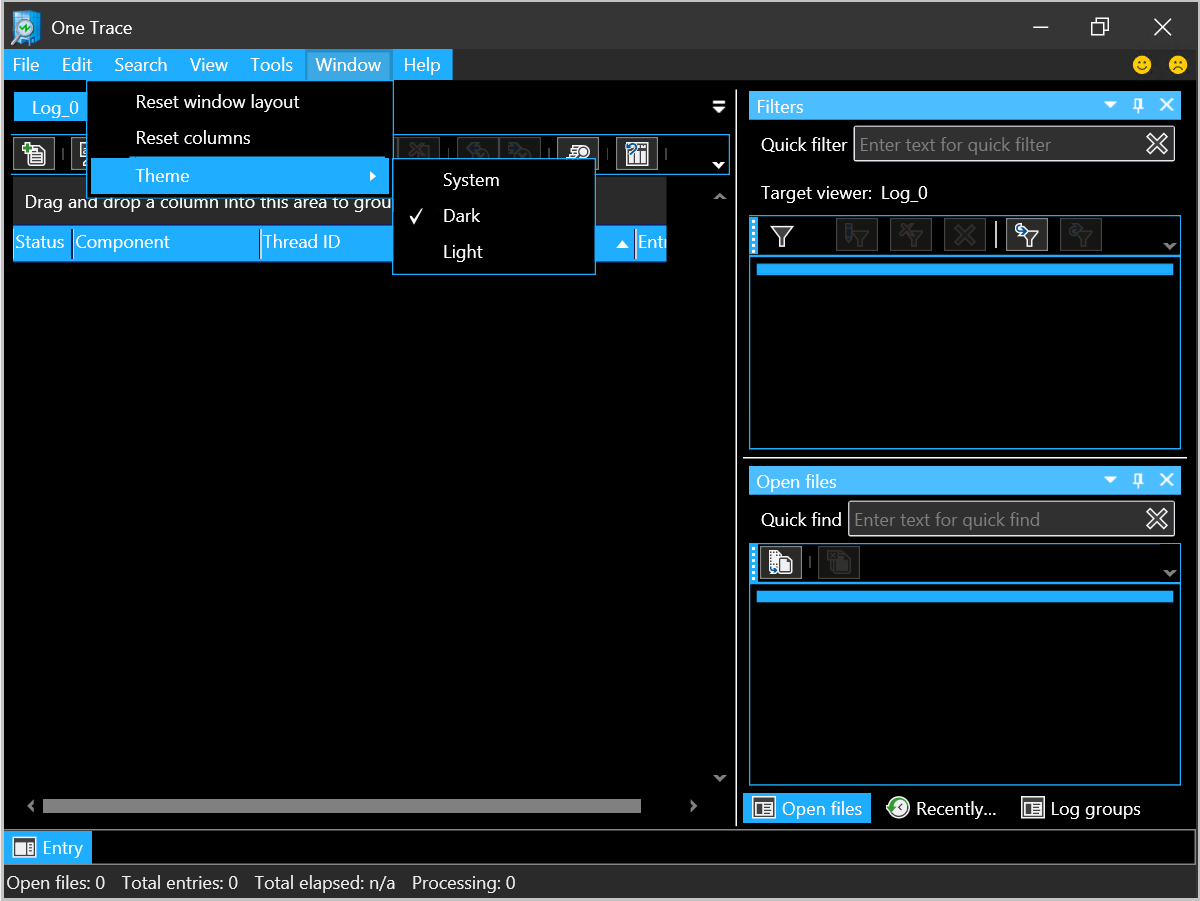 One Trace
File Edit Search View Tools Window Help
Log_0
Reset window layout
Reset columns
Theme
System
Dark
Light
Drag and drop a column into this area to grou
Status Component Thread ID Entr
Filters
Quick filter Enter text for quick filter
Target viewer: Log_0
Open files
Quick find Enter text for quick find
Open files Recently... Log groups
Entry
Open files: 0 Total entries: 0 Total elapsed: n/a Processing: 0